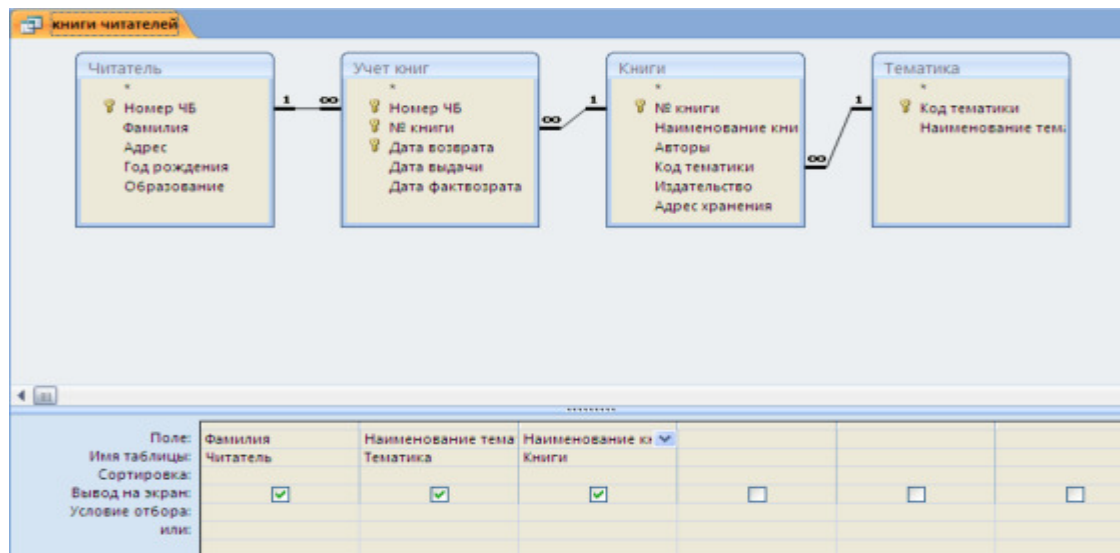 книги читателей
Читатель
*
Номер ЧБ
Фамилия
Адрес
Год рождения
Образование
1 ∞
Учет книг
*
Номер ЧБ
№ книги
Дата возврата
Дата выдачи
Дата фактвозрата
∞ 1
Книги
*
№ книги
Наименование кни
Авторы
Код тематики
Издательство
Адрес хранения
∞ 1
Тематика
*
Код тематики
Наименование тема
Поле: Фамилия Наименование тема Наименование кн
Имя таблицы: Читатель Тематика Книги
Сортировка:
Вывод на экран:
Условие отбора:
или: